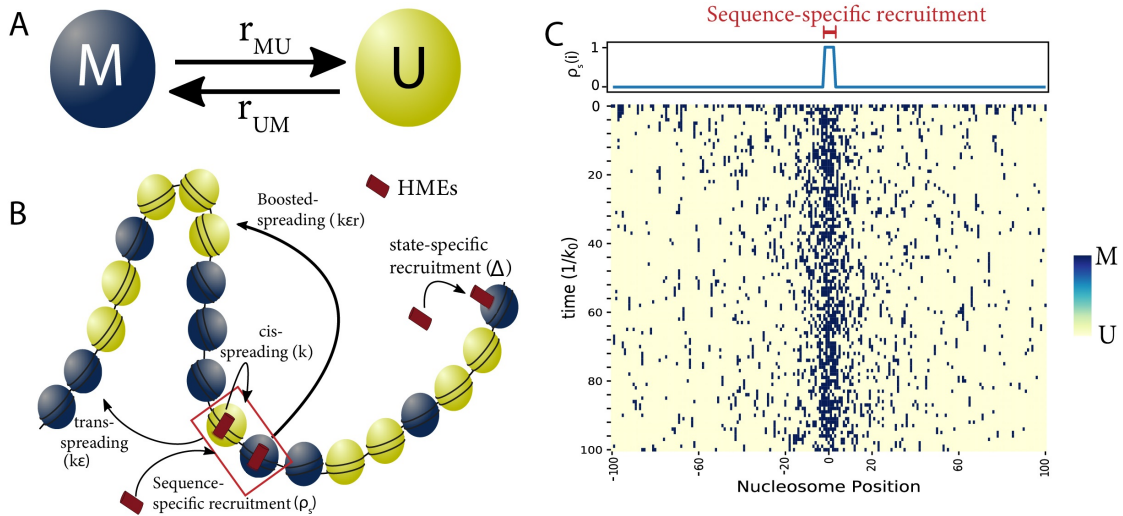 A
M
r_MU
r_UM
U
B
HMEs
Boosted-
spreading (kεr)
state-specific
recruitment (Δ)
cis-
spreading (k)
trans-
spreading
(kε)
Sequence-
specific recruitment (ρ_s)
C
Sequence-specific recruitment
ρ_s(i)
1
0
time (1/k_0)
0
20
40
60
80
100
-100
-60
-20
0
20
60
100
Nucleosome Position
M
U